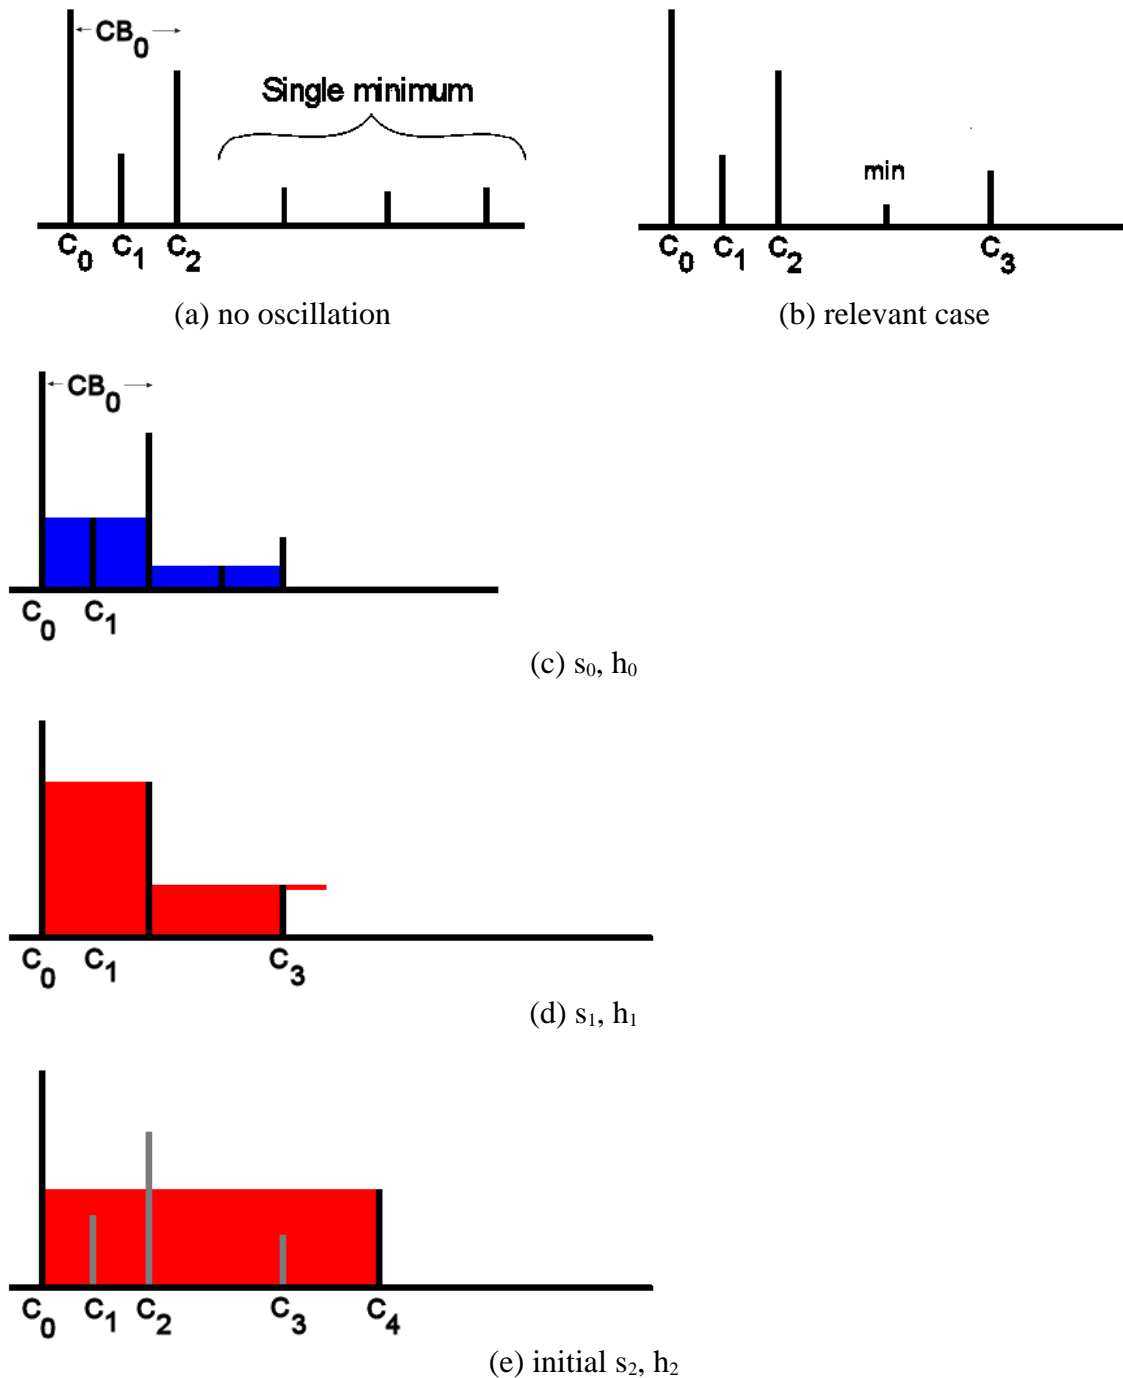 ← CB₀ →
Single minimum
C₀ C₁ C₂
(a) no oscillation
min
C₀ C₁ C₂ C₃
(b) relevant case
← CB₀ →
C₀ C₁
(c) s₀, h₀
C₀ C₁ C₃
(d) s₁, h₁
C₀ C₁ C₂ C₃ C₄
(e) initial s₂, h₂